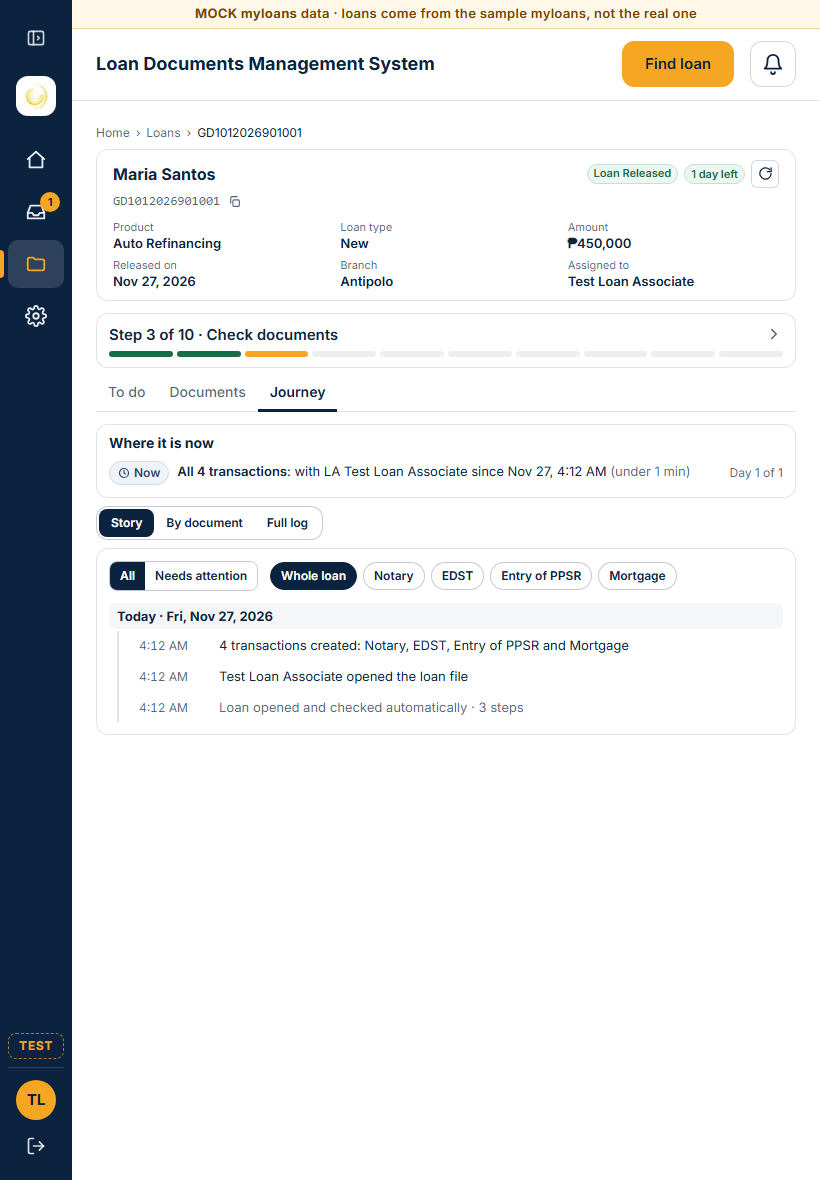 MOCK myloans data · loans come from the sample myloans, not the real one
Loan Documents Management System
Find loan
1
Home › Loans › GD1012026901001
Maria Santos
Loan Released
1 day left
GD1012026901001
Product
Loan type
Amount
Auto Refinancing
New
₱450,000
Released on
Branch
Assigned to
Nov 27, 2026
Antipolo
Test Loan Associate
Step 3 of 10 · Check documents
To do
Documents
Journey
Where it is now
Now
All 4 transactions: with LA Test Loan Associate since Nov 27, 4:12 AM (under 1 min)
Day 1 of 1
Story
By document
Full log
All
Needs attention
Whole loan
Notary
EDST
Entry of PPSR
Mortgage
Today · Fri, Nov 27, 2026
4:12 AM 4 transactions created: Notary, EDST, Entry of PPSR and Mortgage
4:12 AM Test Loan Associate opened the loan file
4:12 AM Loan opened and checked automatically · 3 steps
TEST
TL